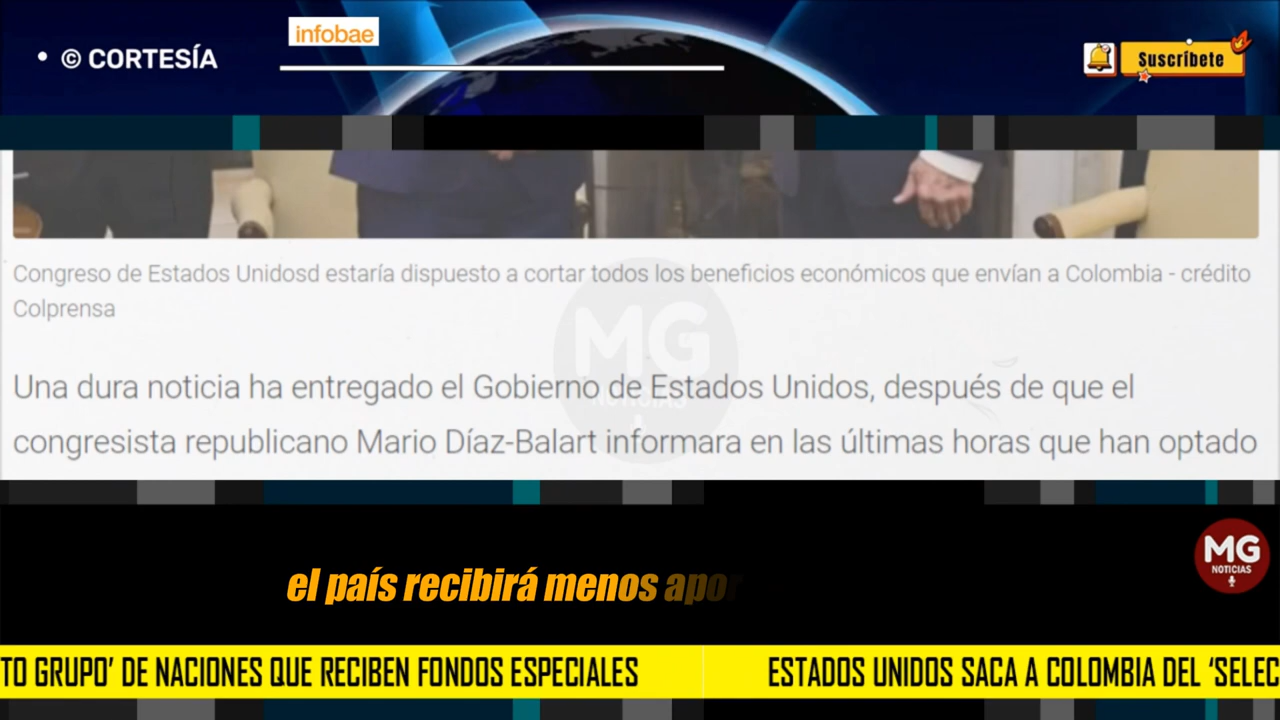 infobae
• © CORTESÍA
Suscríbete
Congreso de Estados Unidosd estaría dispuesto a cortar todos los beneficios económicos que envían a Colombia - crédito
Colprensa
MG
NOTICIAS
Una dura noticia ha entregado el Gobierno de Estados Unidos, después de que el
congresista republicano Mario Díaz-Balart informara en las últimas horas que han optado
MG
NOTICIAS
el país recibirá menos apor
TO GRUPO’ DE NACIONES QUE RECIBEN FONDOS ESPECIALES
ESTADOS UNIDOS SACA A COLOMBIA DEL ‘SELEC